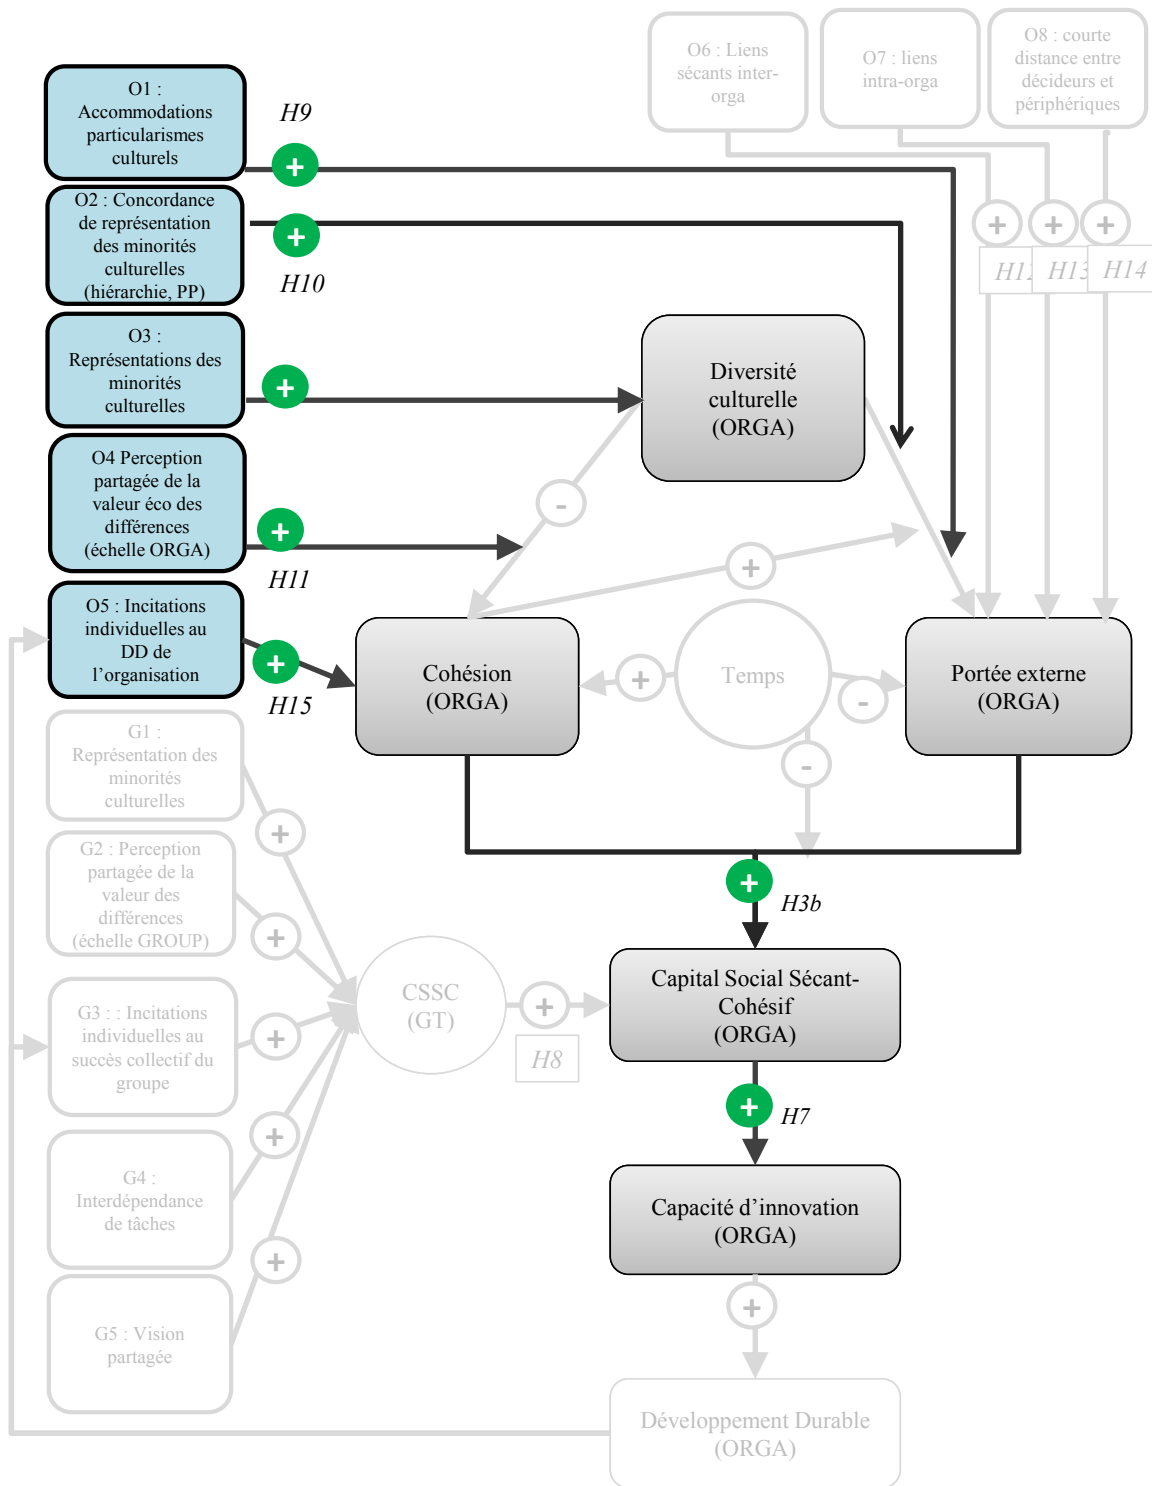 O6 : Liens
sécants inter-
orga
O7 : liens
intra-orga
O8 : courte
distance entre
décideurs et
périphériques
O1 :
Accommodations
particularismes
culturels
H9
+
O2 : Concordance
de représentation
des minorités
culturelles
(hiérarchie, PP)
+
H10
+
+
+
H12
H13
H14
O3 :
Représentations des
minorités
culturelles
+
Diversité
culturelle
(ORGA)
O4 Perception
partagée de la
valeur éco des
différences
(échelle ORGA)
+
H11
-
+
O5 : Incitations
individuelles au
DD de
l’organisation
+
H15
Cohésion
(ORGA)
+
Temps
-
-
Portée externe
(ORGA)
G1 :
Représentation des
minorités
culturelles
+
G2 : Perception
partagée de la
valeur des
différences
(échelle GROUP)
+
+
H3b
G3 : : Incitations
individuelles au
succès collectif du
groupe
+
CSSC
(GT)
+
H8
Capital Social Sécant-
Cohésif
(ORGA)
+
H7
G4 :
Interdépendance
de tâches
+
Capacité d’innovation
(ORGA)
G5 : Vision
partagée
+
+
Développement Durable
(ORGA)